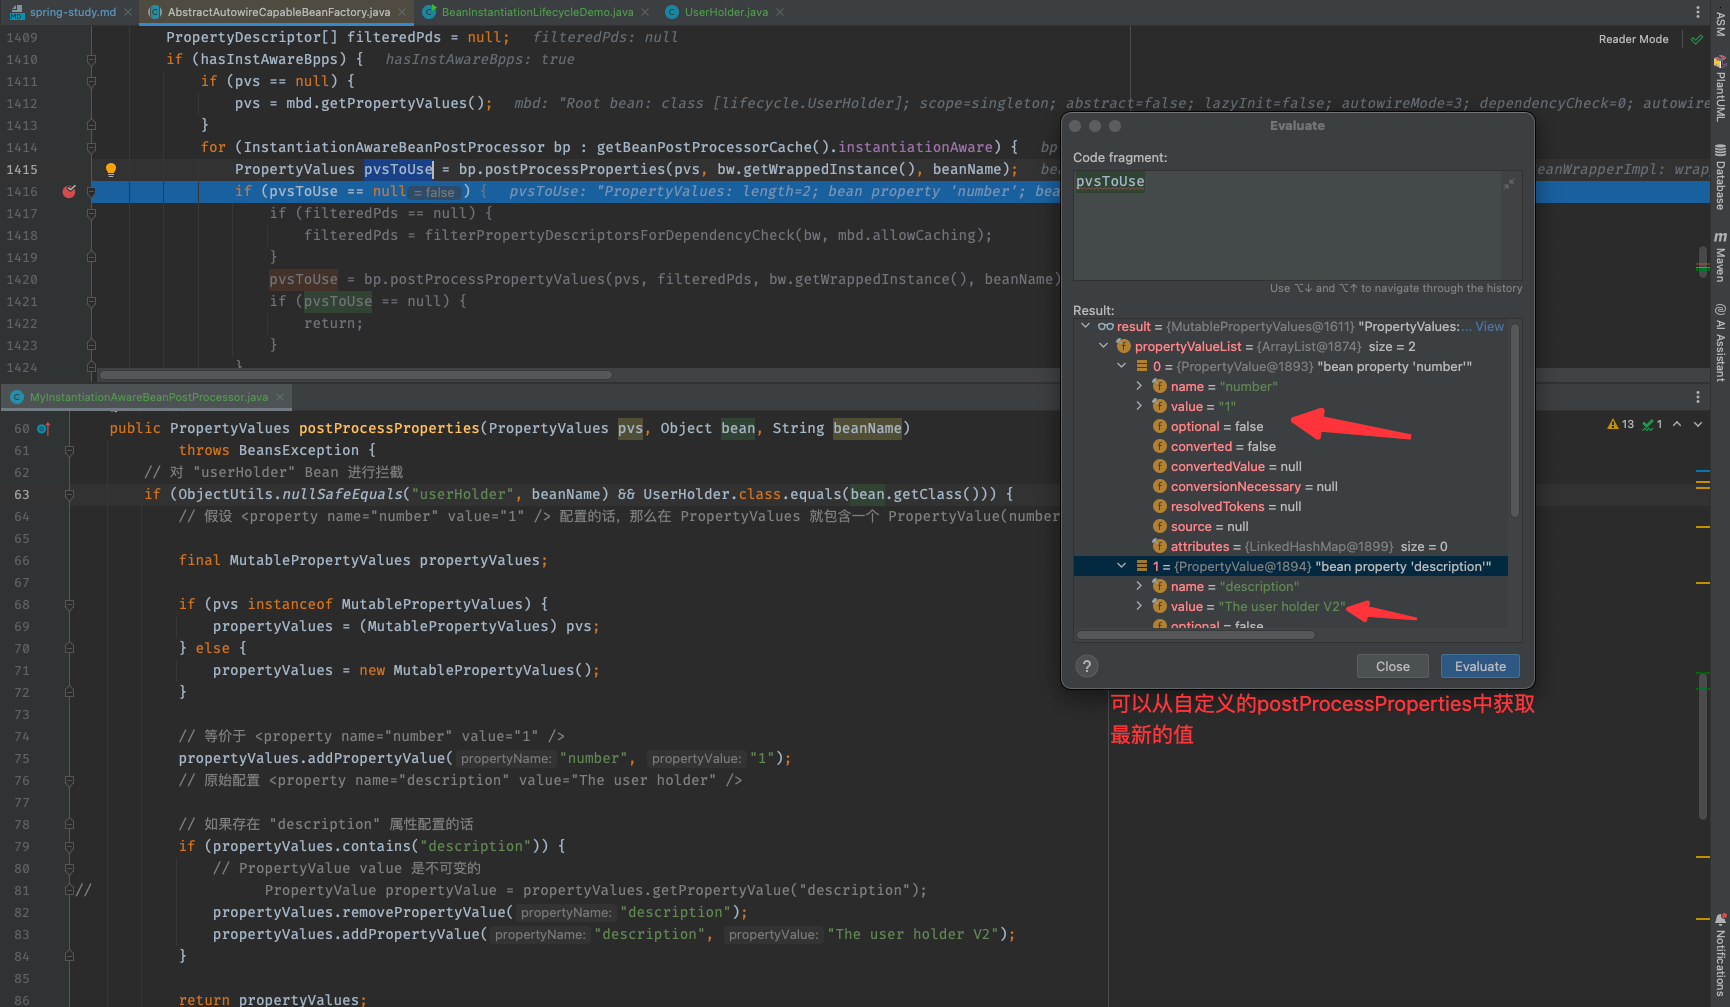 spring-study.md
AbstractAutowireCapableBeanFactory.java
BeanInstantiationLifecycleDemo.java
UserHolder.java
Reader Mode
1409 PropertyDescriptor[] filteredPds = null; filteredPds: null
1410 if (hasInstAwareBpps) { hasInstAwareBpps: true
1411 if (pvs == null) {
1412 pvs = mbd.getPropertyValues(); mbd: "Root bean: class [lifecycle.UserHolder]; scope=singleton; abstract=false; lazyInit=false; autowireMode=3; dependencyCheck=0; autowire
1413 }
1414 for (InstantiationAwareBeanPostProcessor bp : getBeanPostProcessorCache().instantiationAware) { bp
1415 PropertyValues pvsToUse = bp.postProcessProperties(pvs, bw.getWrappedInstance(), beanName); be
eanWrapperImpl: wrap
1416 if (pvsToUse == null = false ) { pvsToUse: "PropertyValues: length=2; bean property 'number'; bea
1417 if (filteredPds == null) {
1418 filteredPds = filterPropertyDescriptorsForDependencyCheck(bw, mbd.allowCaching);
1419 }
1420 pvsToUse = bp.postProcessPropertyValues(pvs, filteredPds, bw.getWrappedInstance(), beanName)
1421 if (pvsToUse == null) {
1422 return;
1423 }
1424 }
MyInstantiationAwareBeanPostProcessor.java
13 1
60 public PropertyValues postProcessProperties(PropertyValues pvs, Object bean, String beanName)
61 throws BeansException {
62 // 对 "userHolder" Bean 进行拦截
63 if (ObjectUtils.nullSafeEquals("userHolder", beanName) && UserHolder.class.equals(bean.getClass())) {
64 // 假设 <property name="number" value="1" /> 配置的话，那么在 PropertyValues 就包含一个 PropertyValue(number
65
66 final MutablePropertyValues propertyValues;
67
68 if (pvs instanceof MutablePropertyValues) {
69 propertyValues = (MutablePropertyValues) pvs;
70 } else {
71 propertyValues = new MutablePropertyValues();
72 }
73
74 // 等价于 <property name="number" value="1" />
75 propertyValues.addPropertyValue( propertyName: "number", propertyValue: "1");
76 // 原始配置 <property name="description" value="The user holder" />
77
78 // 如果存在 "description" 属性配置的话
79 if (propertyValues.contains("description")) {
80 // PropertyValue value 是不可变的
81 // PropertyValue propertyValue = propertyValues.getPropertyValue("description");
82 propertyValues.removePropertyValue( propertyName: "description");
83 propertyValues.addPropertyValue( propertyName: "description", propertyValue: "The user holder V2");
84 }
85
86 return propertyValues;
Evaluate
Code fragment:
pvsToUse
Use ⌥↓ and ⌥↑ to navigate through the history
Result:
result = {MutablePropertyValues@1611} "PropertyValues:... View
propertyValueList = {ArrayList@1874} size = 2
0 = {PropertyValue@1893} "bean property 'number'"
name = "number"
value = "1"
optional = false
converted = false
convertedValue = null
conversionNecessary = null
resolvedTokens = null
source = null
attributes = {LinkedHashMap@1899} size = 0
1 = {PropertyValue@1894} "bean property 'description'"
name = "description"
value = "The user holder V2"
optional = false
?
Close
Evaluate
可以从自定义的postProcessProperties中获取
最新的值
ASM
PlantUML
Database
Maven
AI Assistant
Notifications